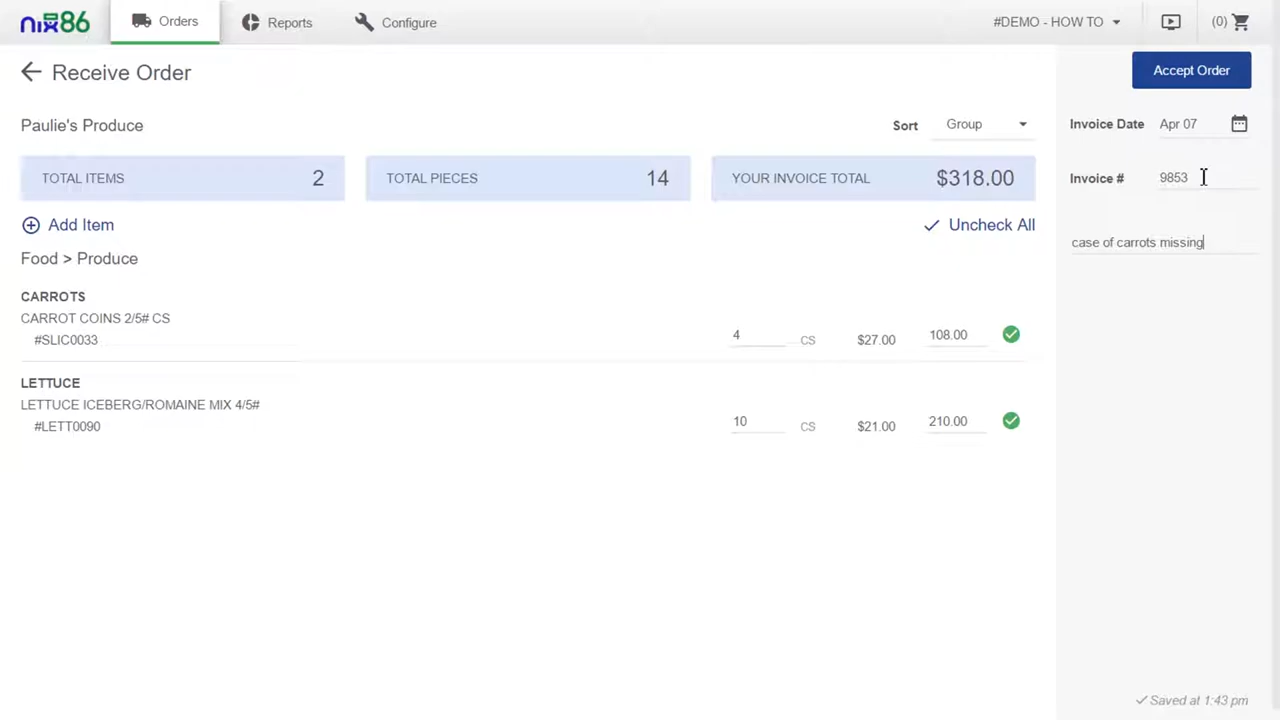 nix86
Orders
Reports
Configure
#DEMO - HOW TO
(0)
Receive Order
Accept Order
Paulie's Produce
Sort
Group
Invoice Date
Apr 07
TOTAL ITEMS
2
TOTAL PIECES
14
YOUR INVOICE TOTAL
$318.00
Invoice #
9853
Add Item
Uncheck All
case of carrots missing
Food > Produce
CARROTS
CARROT COINS 2/5# CS
#SLIC0033
4
CS
$27.00
108.00
LETTUCE
LETTUCE ICEBERG/ROMAINE MIX 4/5#
#LETT0090
10
CS
$21.00
210.00
Saved at 1:43 pm